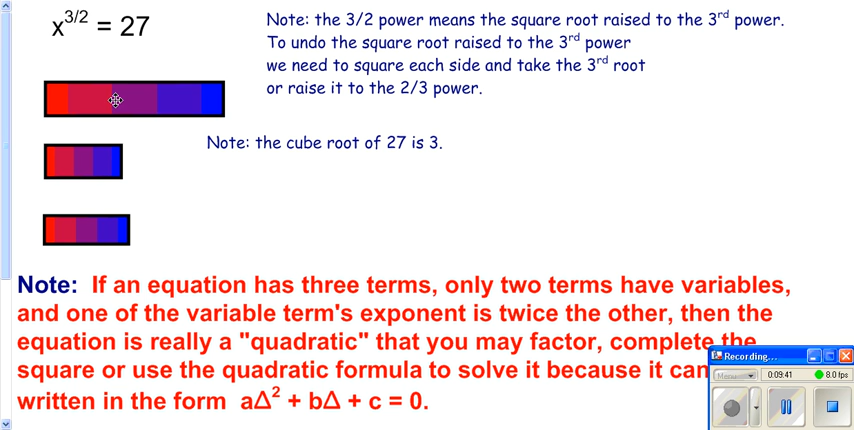 x^3/2 = 27
Note: the 3/2 power means the square root raised to the 3rd power.
To undo the square root raised to the 3rd power
we need to square each side and take the 3rd root
or raise it to the 2/3 power.
Note: the cube root of 27 is 3.
Note: If an equation has three terms, only two terms have variables,
and one of the variable term's exponent is twice the other, then the
equation is really a "quadratic" that you may factor, complete the
square or use the quadratic formula to solve it because it can
written in the form aΔ² + bΔ + c = 0.
Recording...
Menu
0:09:41
8.0 fps